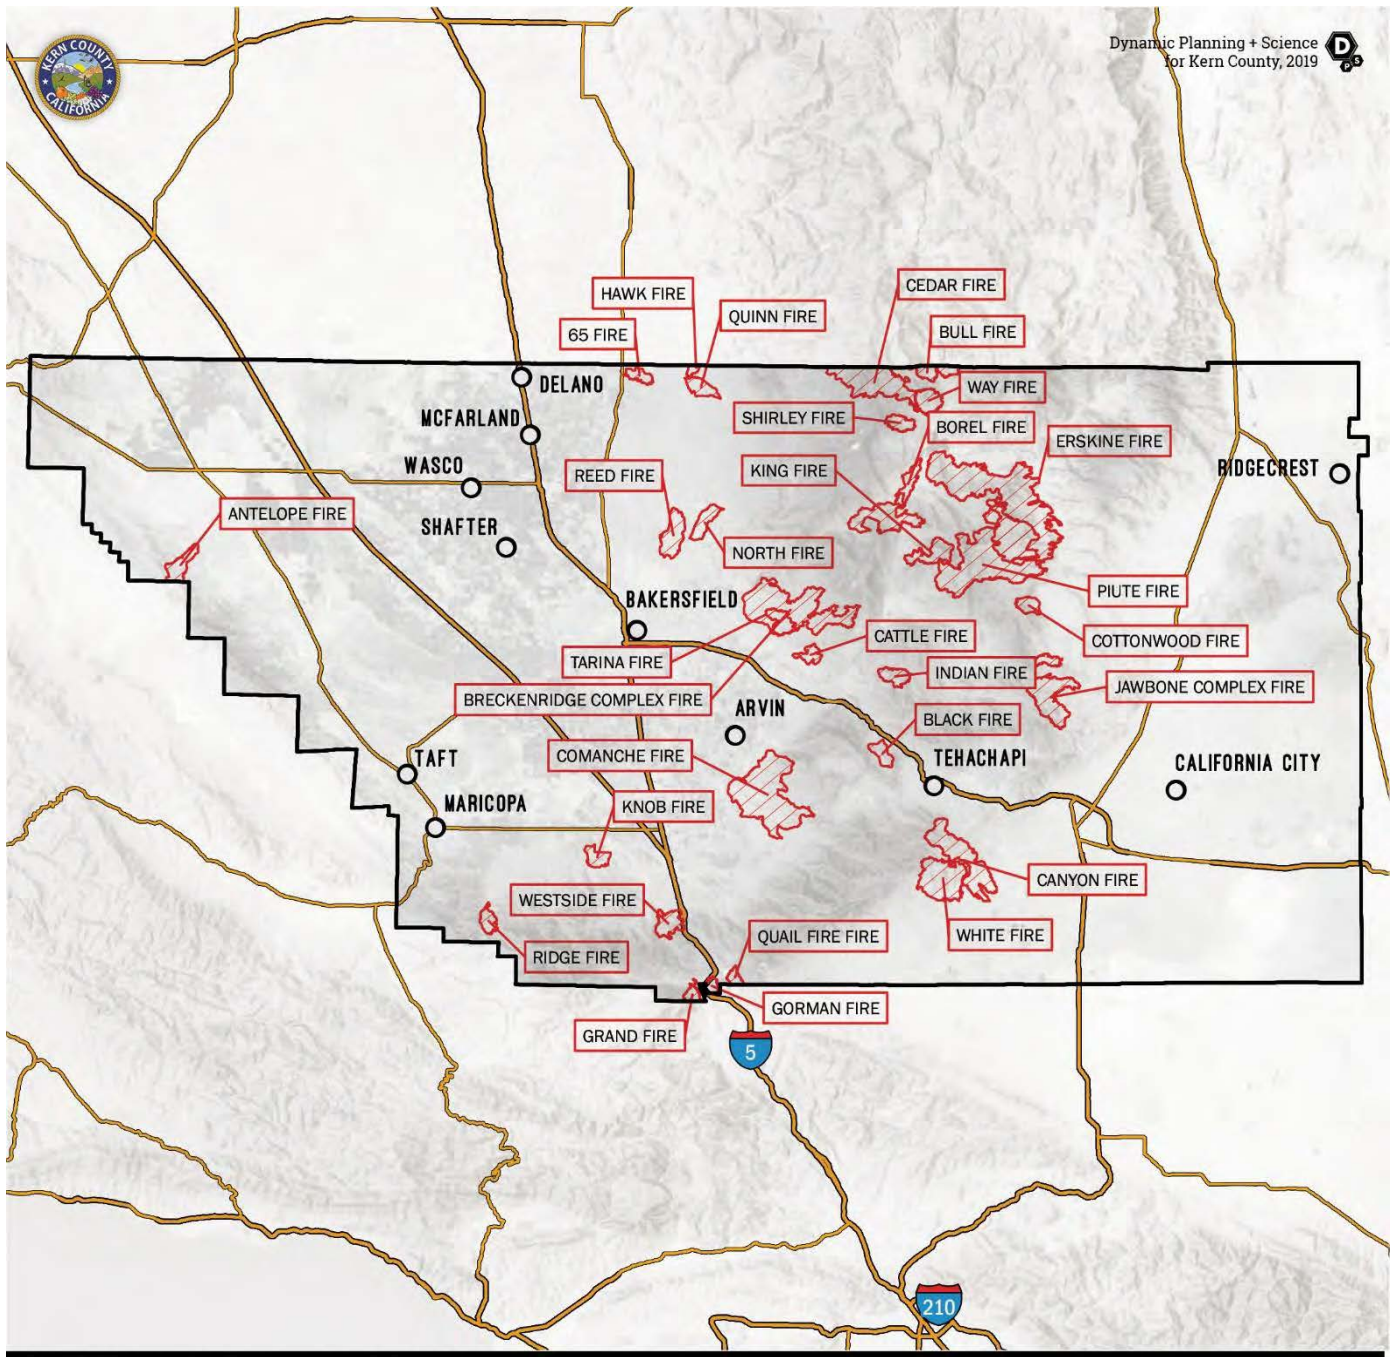 KERN COUNTY
CALIFORNIA
Dynamic Planning + Science
for Kern County, 2019
D
P S
CEDAR FIRE
HAWK FIRE
QUINN FIRE
65 FIRE
BULL FIRE
DELANO
WAY FIRE
MCFARLAND
SHIRLEY FIRE
BOREL FIRE
ERSKINE FIRE
WASCO
REED FIRE
KING FIRE
RIDGECREST
ANTELOPE FIRE
SHAFTER
NORTH FIRE
PIUTE FIRE
BAKERSFIELD
CATTLE FIRE
COTTONWOOD FIRE
TARINA FIRE
INDIAN FIRE
JAWBONE COMPLEX FIRE
BRECKENRIDGE COMPLEX FIRE
ARVIN
BLACK FIRE
COMANCHE FIRE
TAFT
TEHACHAPI
CALIFORNIA CITY
MARICOPA
KNOB FIRE
CANYON FIRE
WESTSIDE FIRE
QUAIL FIRE FIRE
WHITE FIRE
RIDGE FIRE
GORMAN FIRE
GRAND FIRE
5
210